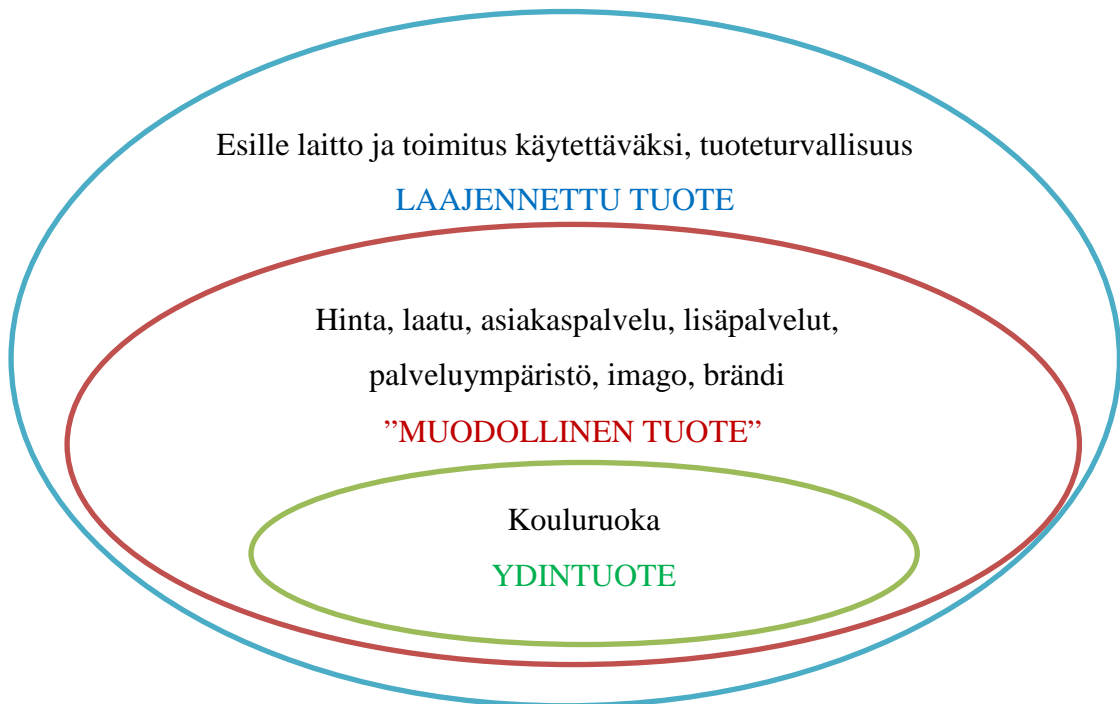 Esille laitto ja toimitus käytettäväksi, tuoteturvallisuus
LAAJENNETTU TUOTE
Hinta, laatu, asiakaspalvelu, lisäpalvelut,
palveluympäristö, imago, brändi
”MUODOLLINEN TUOTE”
Kouluruoka
YDINTUOTE